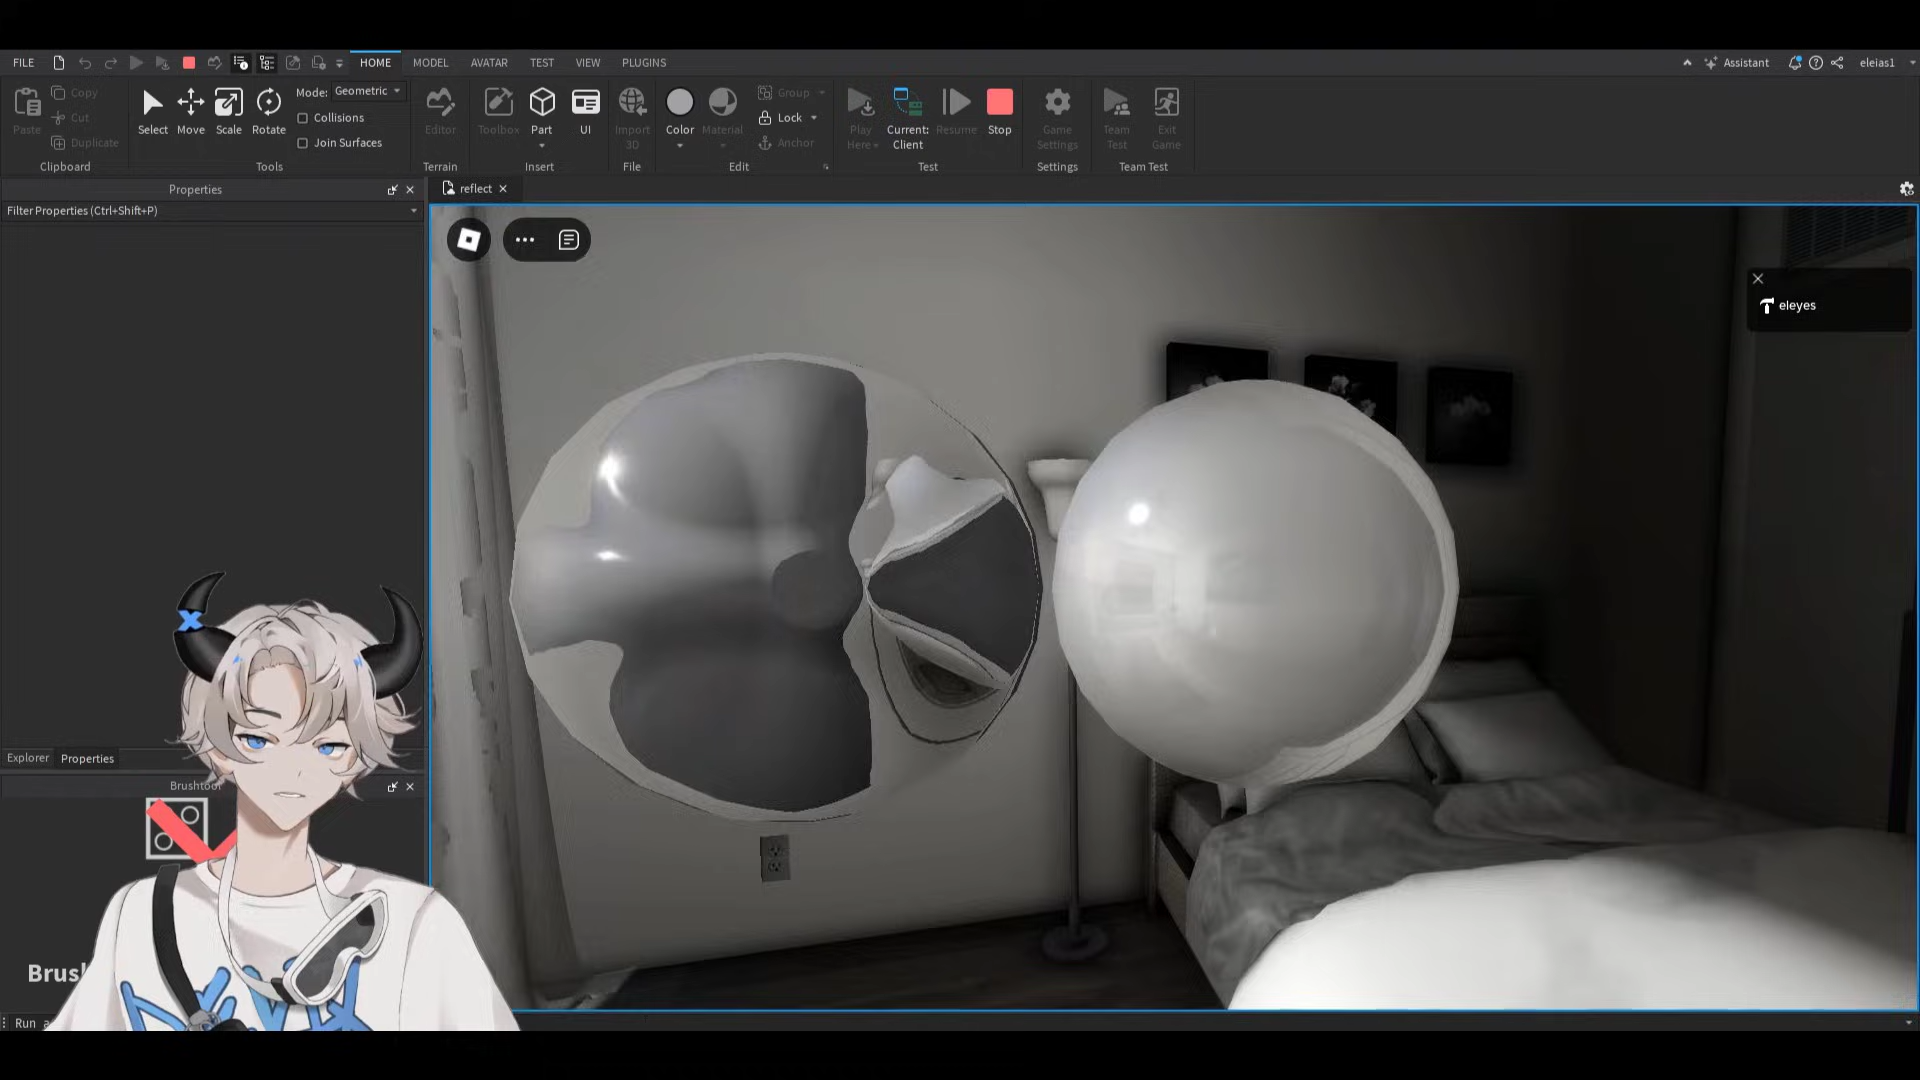 FILE HOME MODEL AVATAR TEST VIEW PLUGINS Assistant eleias1
Paste Copy Cut Duplicate Clipboard
Select Move Scale Rotate Mode: Geometric Collisions Join Surfaces Tools
Editor Terrain
Toolbox Part UI Insert
Import 3D File
Color Material Group Lock Anchor Edit
Play Here Current: Client Resume Stop Test
Game Settings Settings
Team Test Exit Game Team Test
Properties
reflect
Filter Properties (Ctrl+Shift+P)
eleyes
Explorer Properties
Run